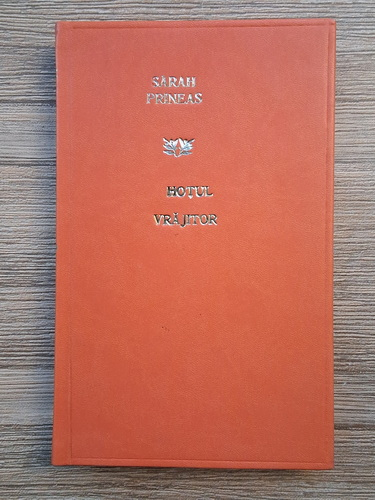 SARAH
PRINEAS
HOȚUL
VRĂJITOR